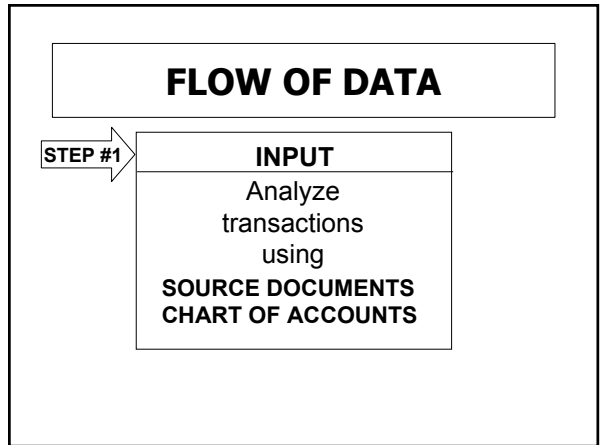 FLOW OF DATA
STEP #1
INPUT
Analyze
transactions
using
SOURCE DOCUMENTS
CHART OF ACCOUNTS